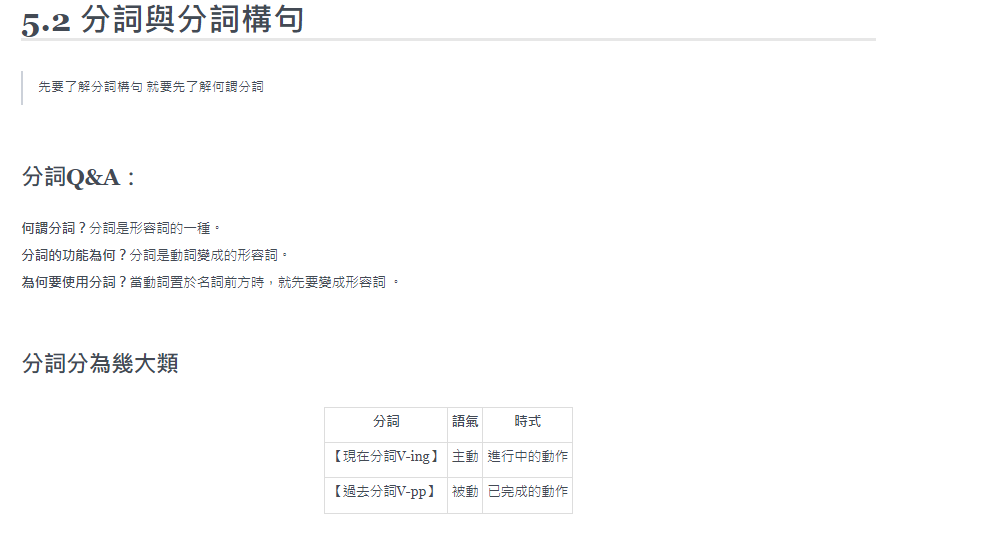 5.2 分詞與分詞構句
先要了解分詞構句 就要先了解何謂分詞
分詞Q&A：
何謂分詞？分詞是形容詞的一種。
分詞的功能為何？分詞是動詞變成的形容詞。
為何要使用分詞？當動詞置於名詞前方時，就先要變成形容詞 。
分詞分為幾大類
分詞 語氣 時式
【現在分詞V-ing】 主動 進行中的動作
【過去分詞V-pp】 被動 已完成的動作